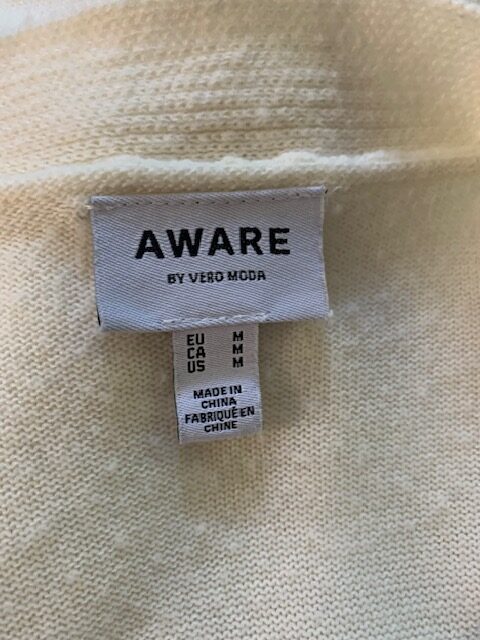 AWARE
BY VERO MODA
EU M
CA M
US M
MADE IN
CHINA
FABRIQUÉ EN
CHINE